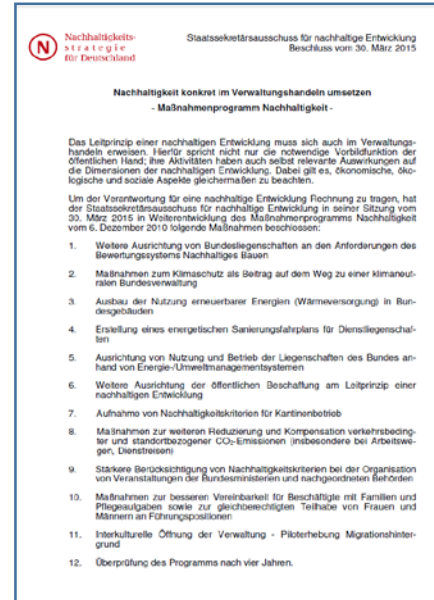 N
Nachhaltigkeits-
strategie
für Deutschland
Staatssekretärsausschuss für nachhaltige Entwicklung
Beschluss vom 30. März 2015
Nachhaltigkeit konkret im Verwaltungshandeln umsetzen
- Maßnahmenprogramm Nachhaltigkeit -
Das Leitprinzip einer nachhaltigen Entwicklung muss sich auch im Verwaltungs-
handeln erweisen. Hierfür spricht nicht nur die notwendige Vorbildfunktion der
öffentlichen Hand; ihre Aktivitäten haben auch selbst relevante Auswirkungen auf
die Dimensionen der nachhaltigen Entwicklung. Dabei gilt es, ökonomische, öko-
logische und soziale Aspekte gleichermaßen zu beachten.
Um der Verantwortung für eine nachhaltige Entwicklung Rechnung zu tragen, hat
der Staatssekretärsausschuss für nachhaltige Entwicklung in seiner Sitzung vom
30. März 2015 in Weiterentwicklung des Maßnahmenprogramms Nachhaltigkeit
vom 6. Dezember 2010 folgende Maßnahmen beschlossen:
1. Weitere Ausrichtung von Bundesliegenschaften an den Anforderungen des
Bewertungssystems Nachhaltiges Bauen
2. Maßnahmen zum Klimaschutz als Beitrag auf dem Weg zu einer klimaneut-
ralen Bundesverwaltung
3. Ausbau der Nutzung erneuerbarer Energien (Wärmeversorgung) in Bun-
desgebäuden
4. Erstellung eines energetischen Sanierungsfahrplans für Dienstliegenschaf-
ten
5. Ausrichtung von Nutzung und Betrieb der Liegenschaften des Bundes an-
hand von Energie-/Umweltmanagementsystemen
6. Weitere Ausrichtung der öffentlichen Beschaffung am Leitprinzip einer
nachhaltigen Entwicklung
7. Aufnahme von Nachhaltigkeitskriterien für Kantinenbetrieb
8. Maßnahmen zur weiteren Reduzierung und Kompensation verkehrsbeding-
ter und standortbezogener CO₂-Emissionen (insbesondere bei Arbeitswe-
gen, Dienstreisen)
9. Stärkere Berücksichtigung von Nachhaltigkeitskriterien bei der Organisation
von Veranstaltungen der Bundesministerien und nachgeordneten Behörden
10. Maßnahmen zur besseren Vereinbarkeit für Beschäftigte mit Familien und
Pflegeaufgaben sowie zur gleichberechtigten Teilhabe von Frauen und
Männern an Führungspositionen
11. Interkulturelle Öffnung der Verwaltung - Piloterhebung Migrationshinter-
grund
12. Überprüfung des Programms nach vier Jahren.